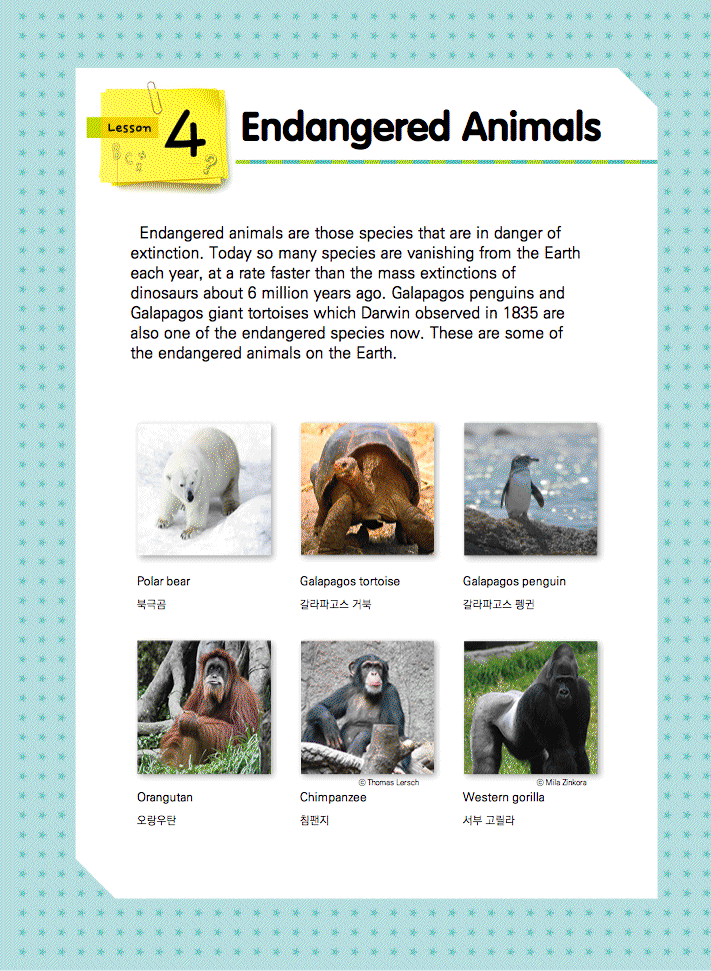 Lesson
4
Endangered Animals
Endangered animals are those species that are in danger of
extinction. Today so many species are vanishing from the Earth
each year, at a rate faster than the mass extinctions of
dinosaurs about 6 million years ago. Galapagos penguins and
Galapagos giant tortoises which Darwin observed in 1835 are
also one of the endangered species now. These are some of
the endangered animals on the Earth.
Polar bear
북극곰
Galapagos tortoise
갈라파고스 거북
Galapagos penguin
갈라파고스 펭귄
Orangutan
오랑우탄
ⓒ Thomas Lersch
Chimpanzee
침팬지
ⓒ Mila Zinkora
Western gorilla
서부 고릴라